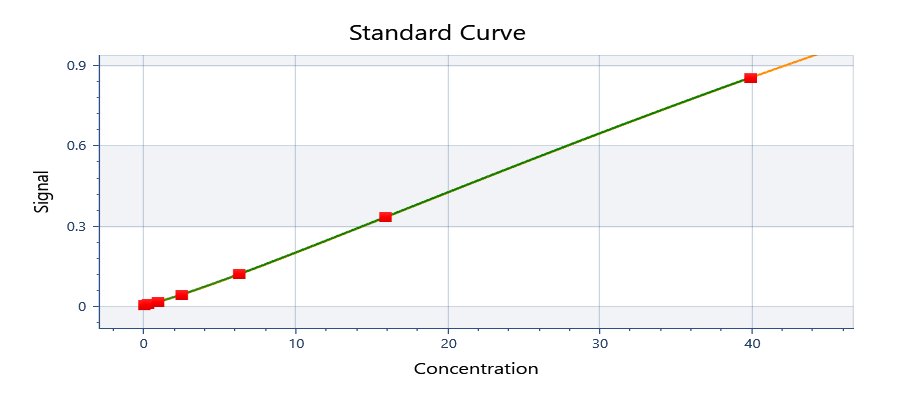 Standard Curve
0.9
0.6
0.3
0
Signal
0 10 20 30 40
Concentration